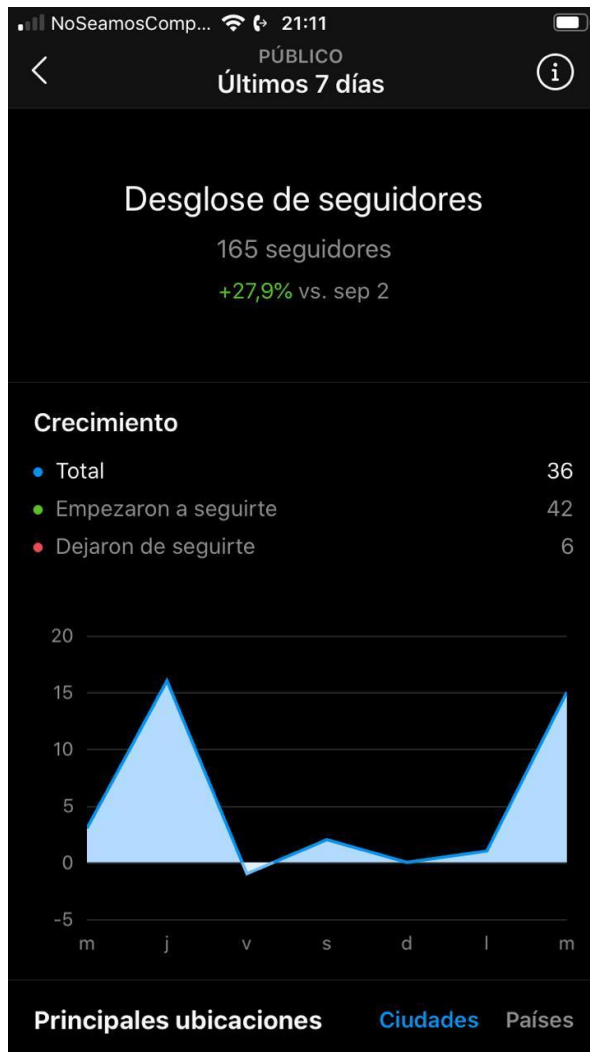 NoSeamosComp... 21:11
PÚBLICO
Últimos 7 días
i
Desglose de seguidores
165 seguidores
+27,9% vs. sep 2
Crecimiento
Total 36
Empezaron a seguirte 42
Dejaron de seguirte 6
20
15
10
5
0
-5
m j v s d l m
Principales ubicaciones Ciudades Países